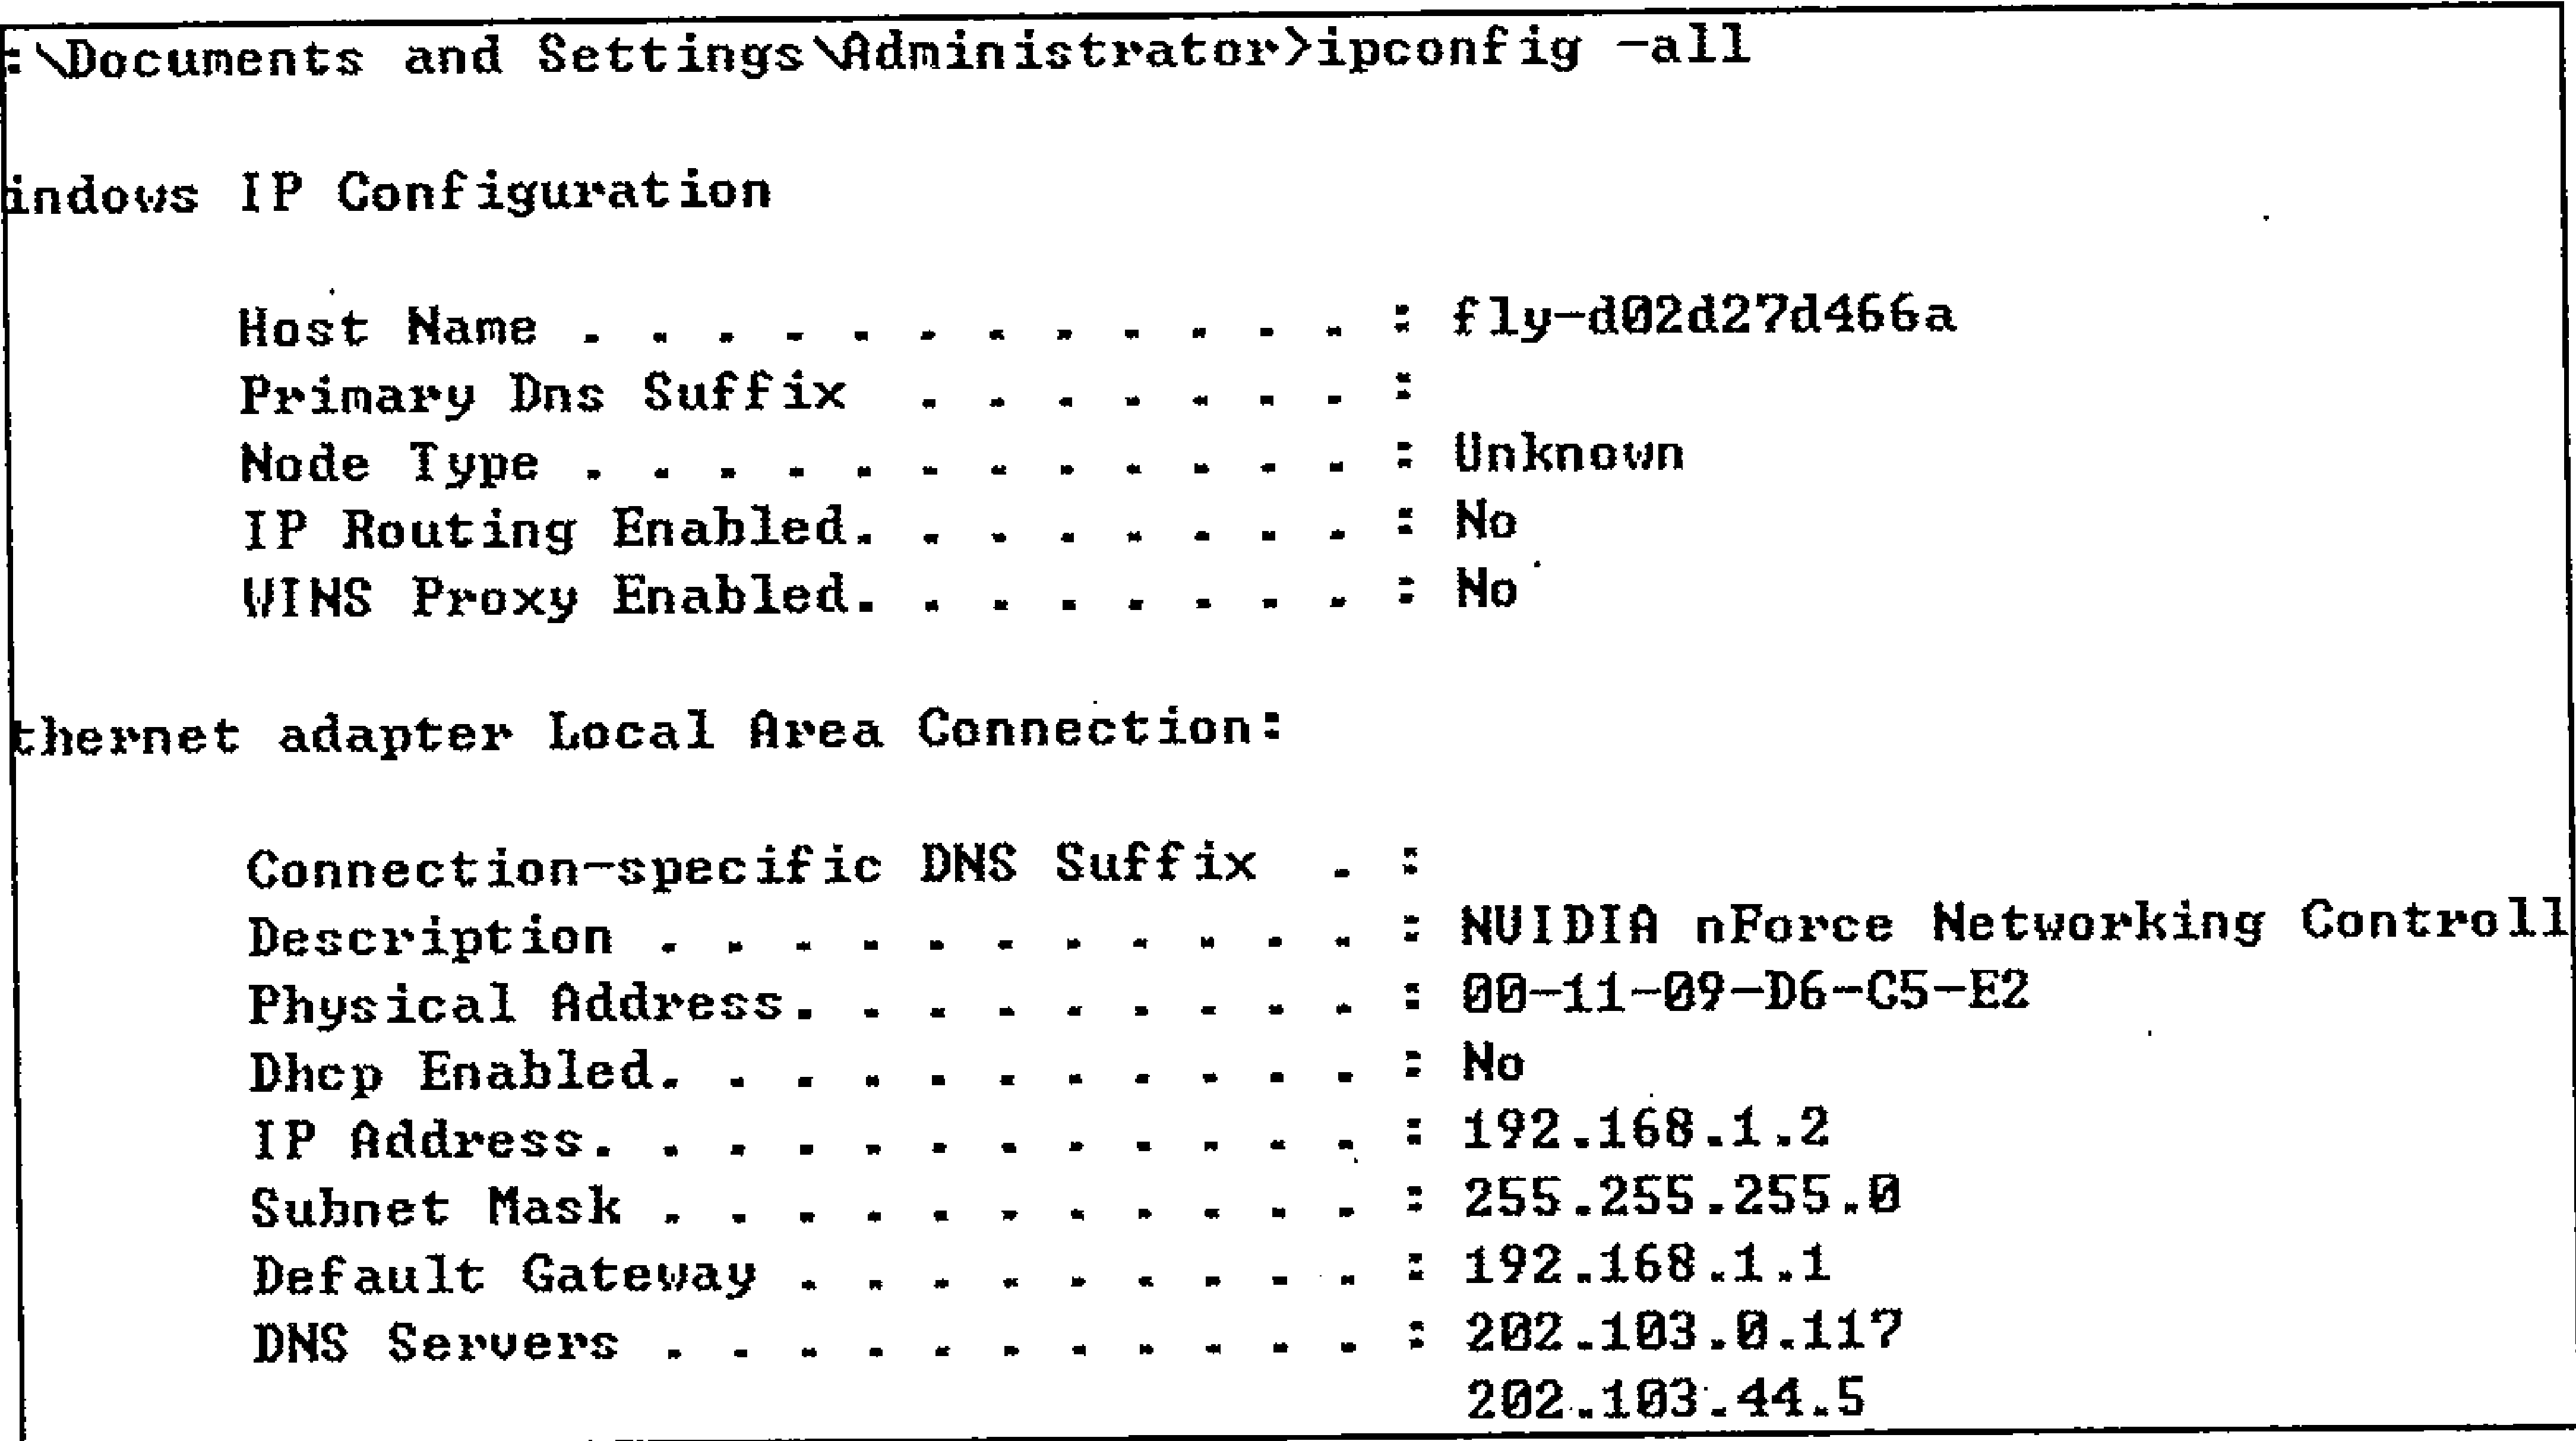 :\Documents and Settings\Administrator>ipconfig -all
indows IP Configuration
Host Name . . . . . . . . . . . . : fly-d02d27d466a
Primary Dns Suffix . . . . . . . :
Node Type . . . . . . . . . . . . : Unknown
IP Routing Enabled. . . . . . . . : No
WINS Proxy Enabled. . . . . . . . : No
thernet adapter Local Area Connection:
Connection-specific DNS Suffix . :
Description . . . . . . . . . . . : NVIDIA nForce Networking Controll
Physical Address. . . . . . . . . : 00-11-09-D6-C5-E2
Dhcp Enabled. . . . . . . . . . . : No
IP Address. . . . . . . . . . . . : 192.168.1.2
Subnet Mask . . . . . . . . . . . : 255.255.255.0
Default Gateway . . . . . . . . . : 192.168.1.1
DNS Servers . . . . . . . . . . . : 202.103.0.117
202.103.44.5